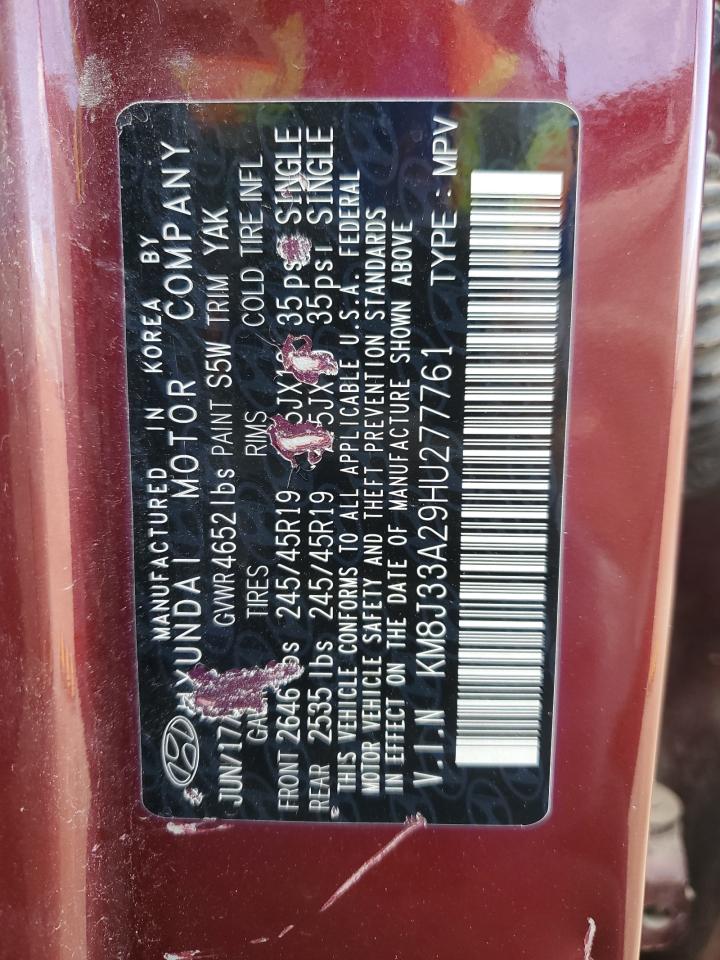 MANUFACTURED IN KOREA BY
HYUNDAI MOTOR COMPANY
JUN/17/ GVWR 4652 lbs PAINT S5W TRIM YAK
TIRES RIMS COLD TIRE INFL
FRONT 2646 lbs 245/45R19 35 psi SINGLE
REAR 2535 lbs 245/45R19 35psi SINGLE
THIS VEHICLE CONFORMS TO ALL APPLICABLE U.S.A. FEDERAL
MOTOR VEHICLE SAFETY AND THEFT PREVENTION STANDARDS
IN EFFECT ON THE DATE OF MANUFACTURE SHOWN ABOVE
V.I.N KM8J33A29HU277761 TYPE : MPV